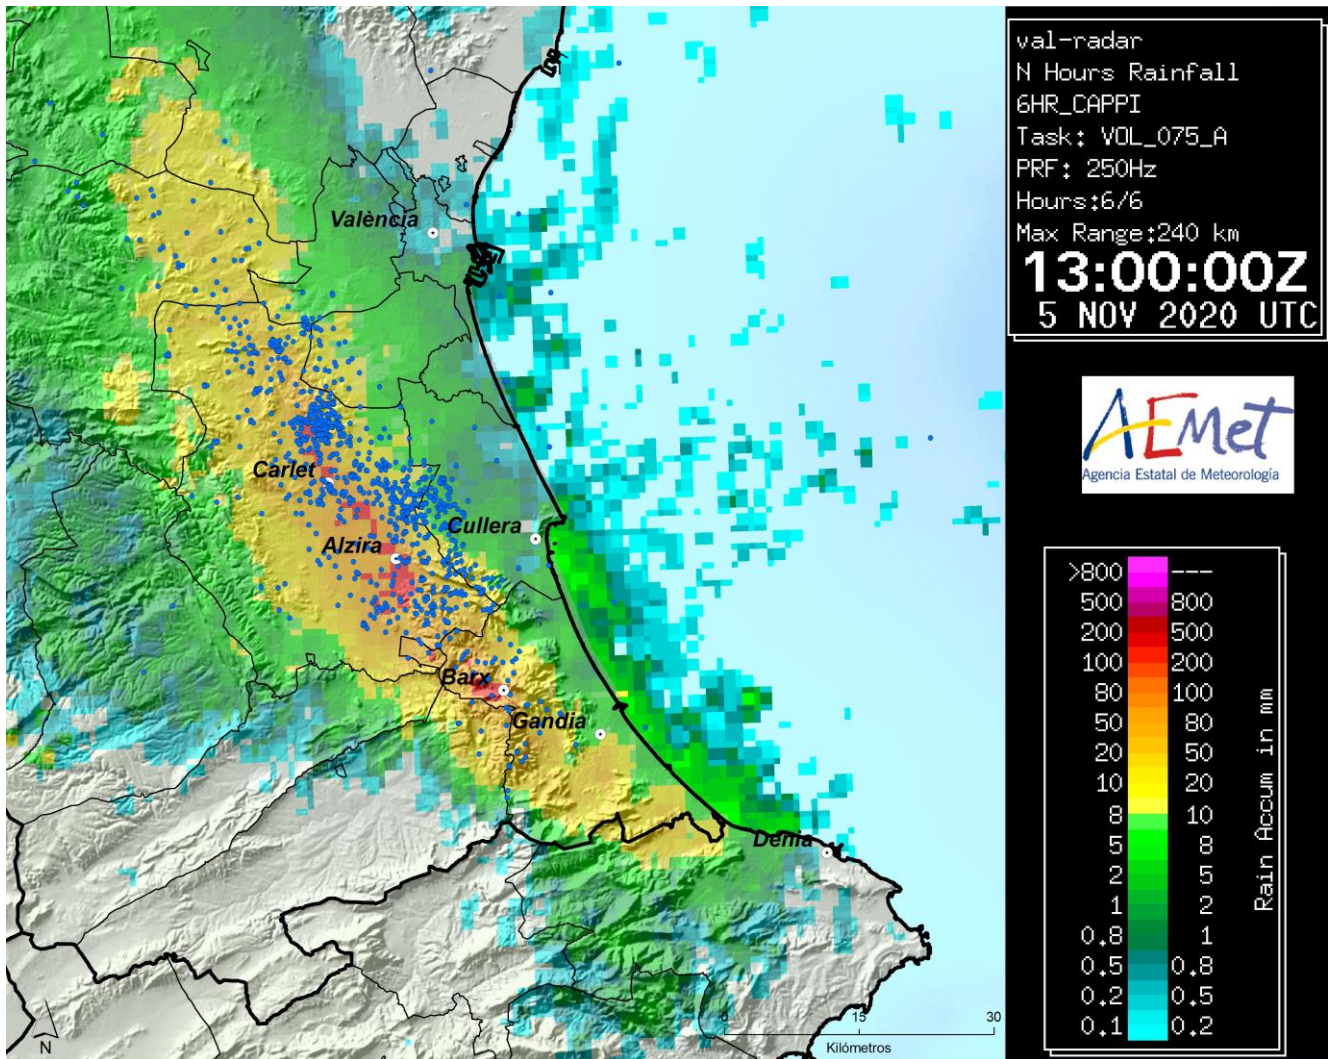 val-radar
N Hours Rainfall
6HR_CAPPI
Task: VOL_075_A
PRF: 250Hz
Hours:6/6
Max Range:240 km
13:00:00Z
5 NOV 2020 UTC
AEMet
Agencia Estatal de Meteorología
València
Carlet
Cullera
Alzira
Barx
Gandia
Dénia
>800 ---
500 800
200 500
100 200
80 100
50 80
20 50
10 20
8 10
5 8
2 5
1 2
0.8 1
0.5 0.8
0.2 0.5
0.1 0.2
Rain Accum in mm
0 15 30
Kilómetros
N